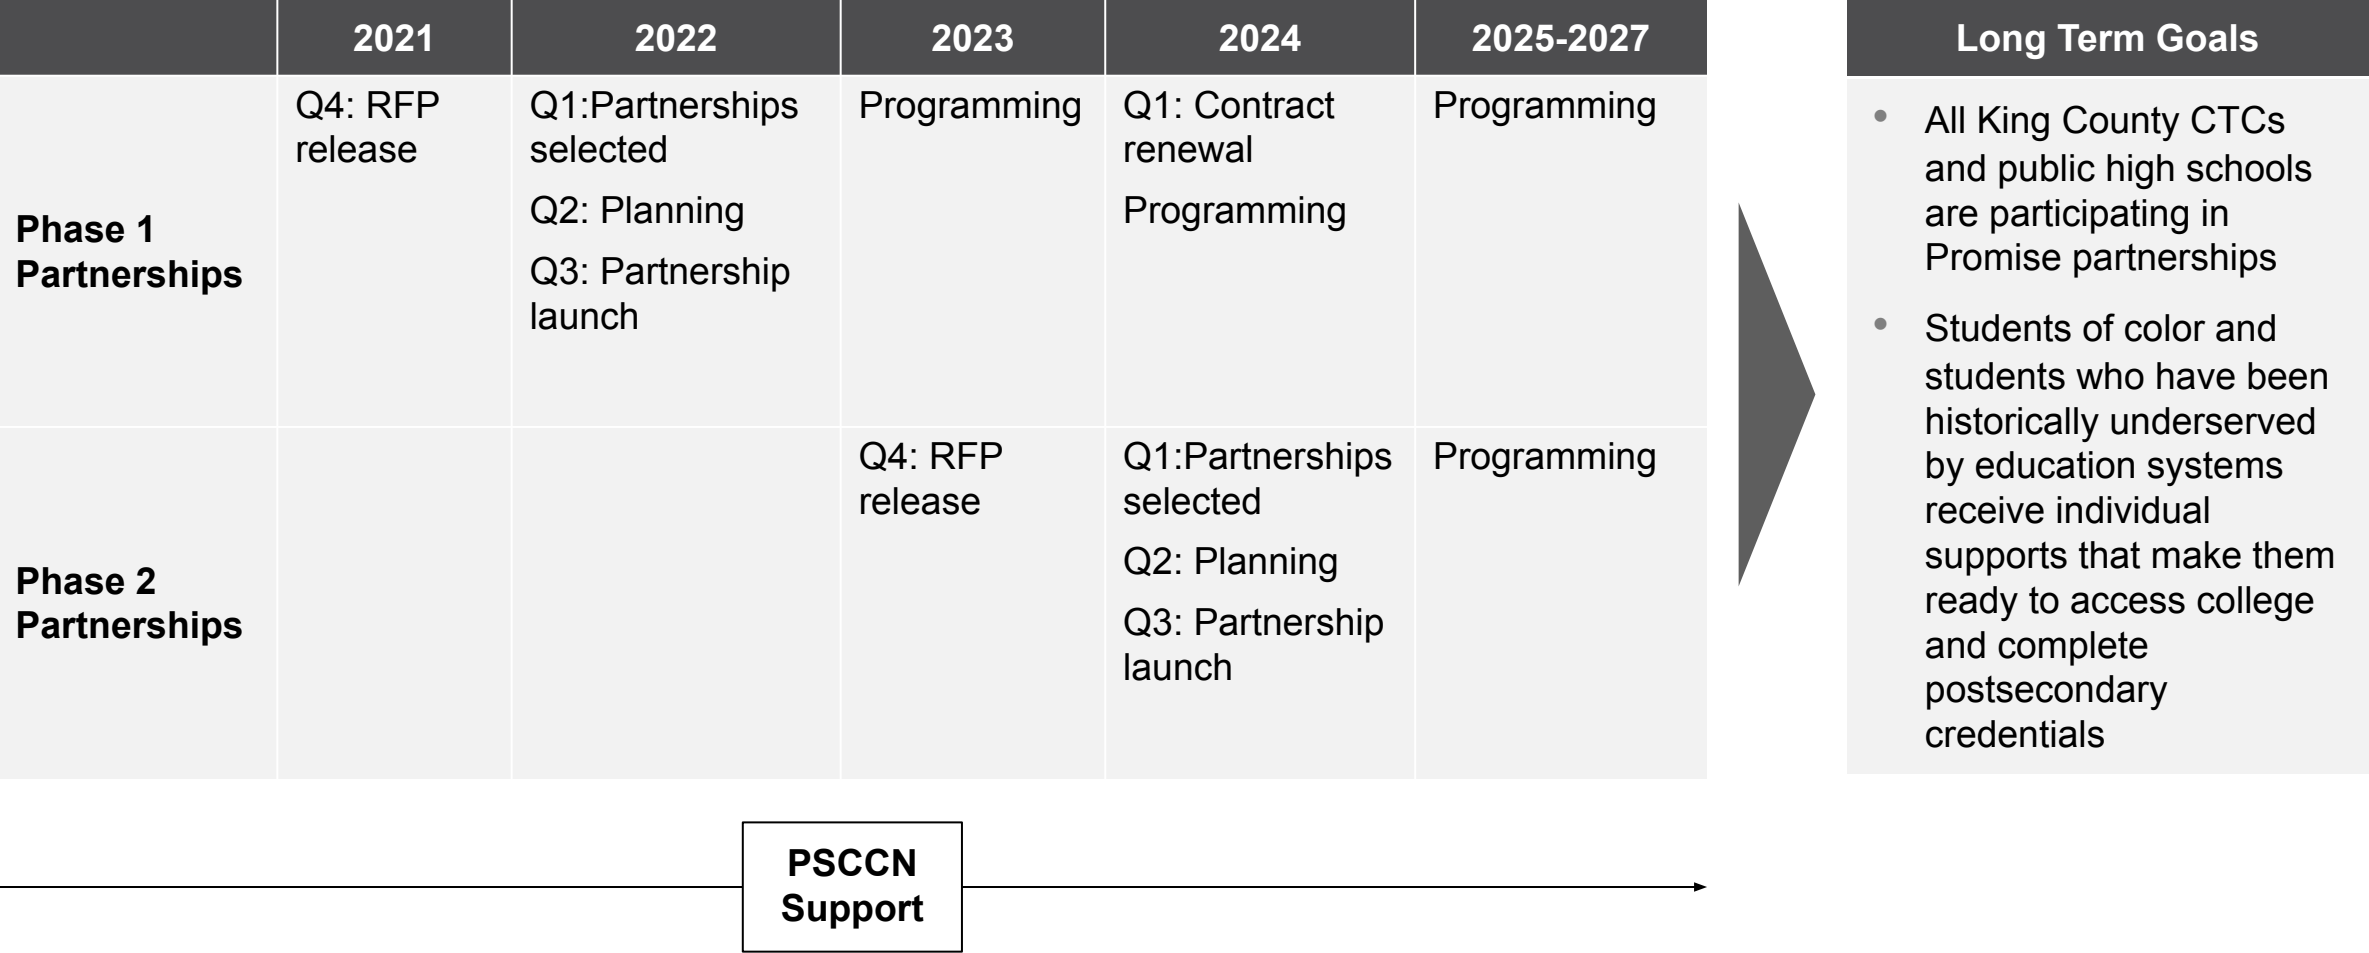 2021
2022
2023
2024
2025-2027
Long Term Goals
Phase 1
Partnerships
Q4: RFP
release
Q1:Partnerships
selected
Q2: Planning
Q3: Partnership
launch
Programming
Q1: Contract
renewal
Programming
Programming
Phase 2
Partnerships
Q4: RFP
release
Q1:Partnerships
selected
Q2: Planning
Q3: Partnership
launch
Programming
• All King County CTCs
and public high schools
are participating in
Promise partnerships
• Students of color and
students who have been
historically underserved
by education systems
receive individual
supports that make them
ready to access college
and complete
postsecondary
credentials
PSCCN
Support